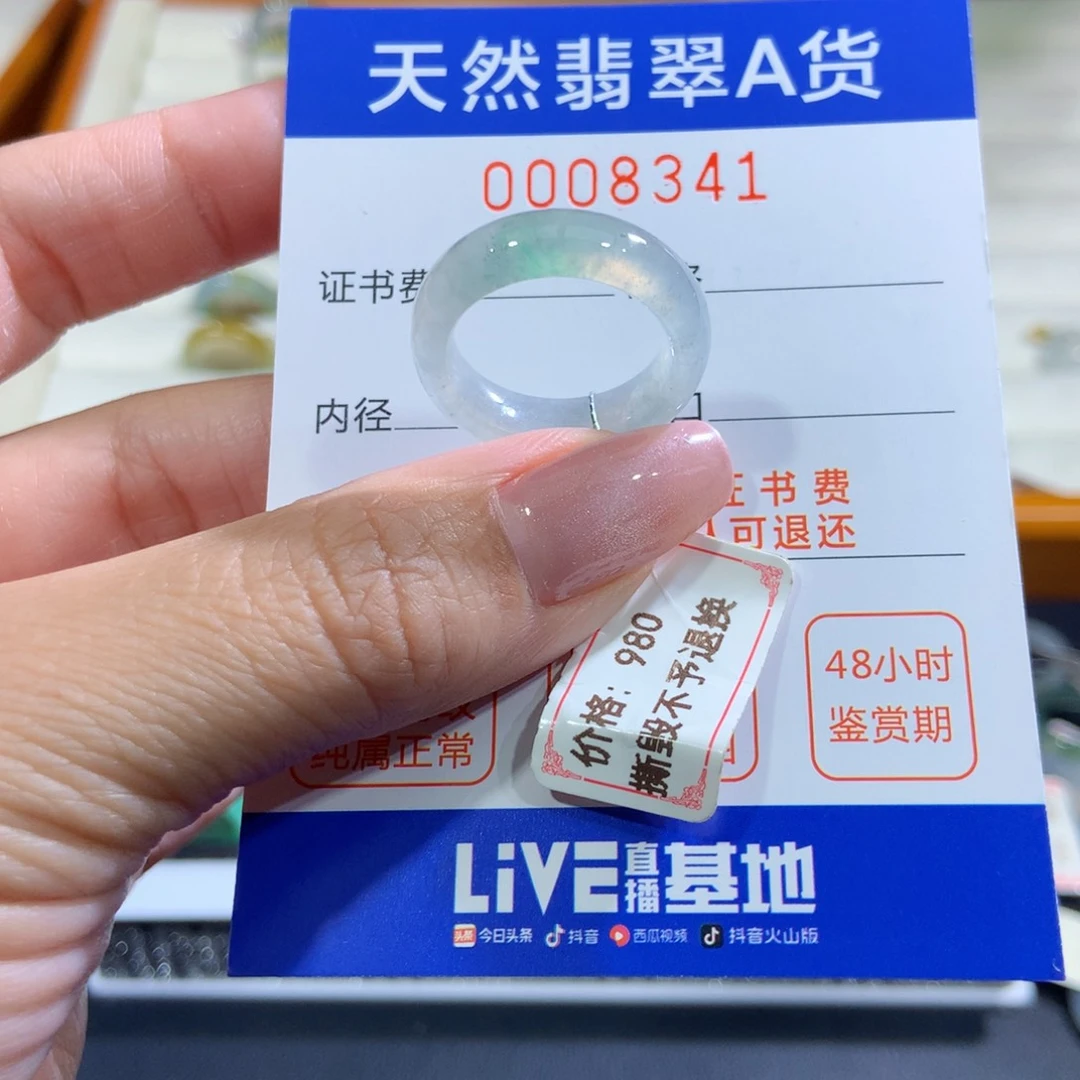 天然翡翠A货
0008341
证书费
内径
证书费
可退还
价格: 980
撕毁不予退换
纯属正常
48小时
鉴赏期
LiVE直播基地
头条 今日头条 抖音 西瓜视频 抖音火山版